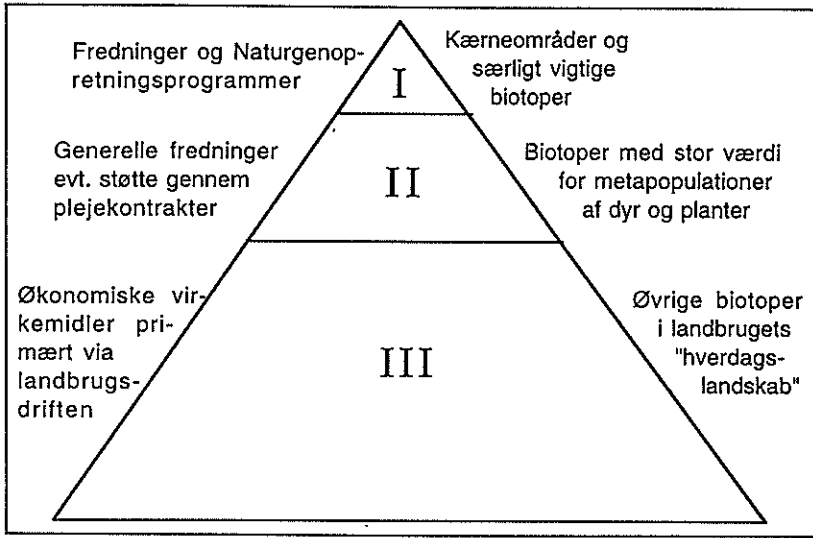 Fredninger og Naturgenop-
retningsprogrammer
I
Kærneområder og
særligt vigtige
biotoper
Generelle fredninger
evt. støtte gennem
plejekontrakter
II
Biotoper med stor værdi
for metapopulationer
af dyr og planter
Økonomiske vir-
kemidler pri-
mært via
landbrugs-
driften
III
Øvrige biotoper
i landbrugets
"hverdags-
landskab"